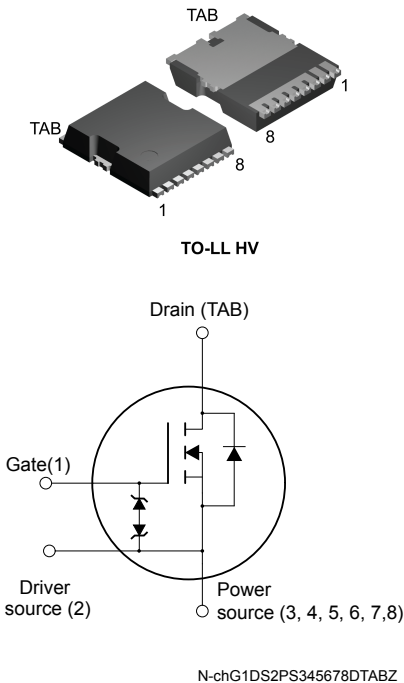 TAB
1
8
TAB
8
1
TO-LL HV
Drain (TAB)
Gate(1)
Driver
source (2)
Power
source (3, 4, 5, 6, 7,8)
N-chG1DS2PS345678DTABZ